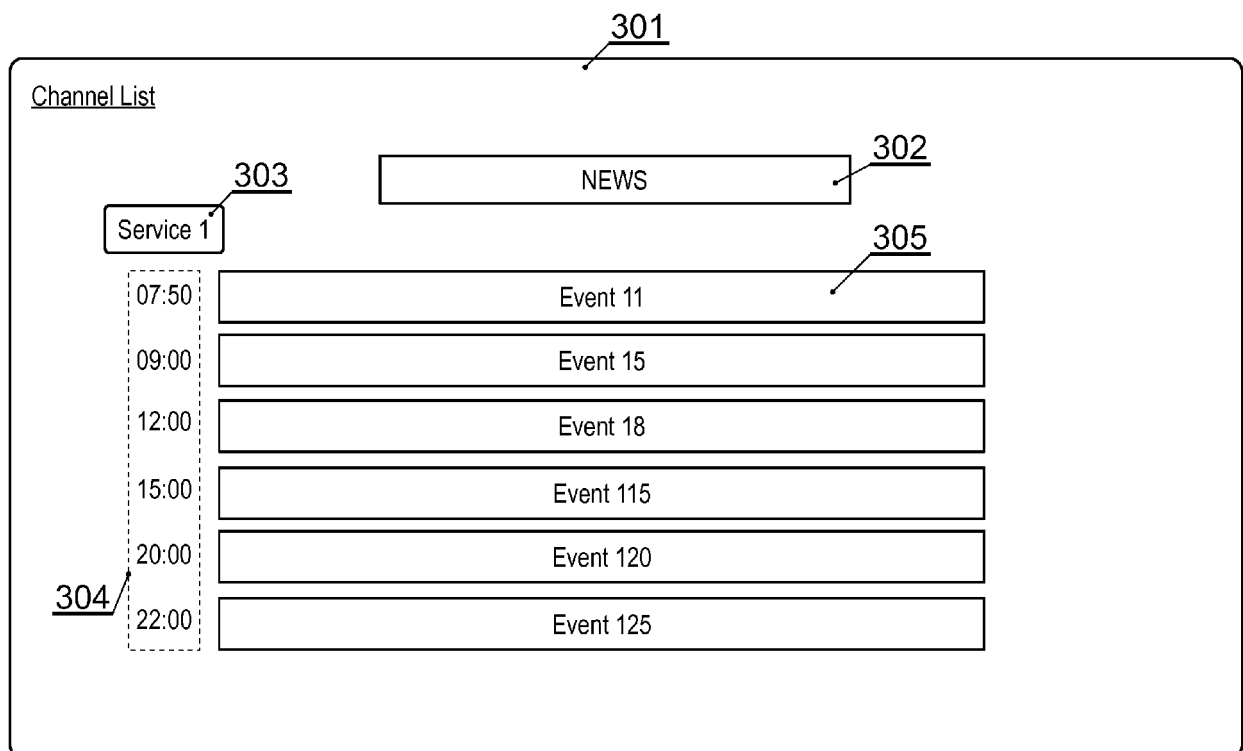 301
Channel List
302
NEWS
303
Service 1
305
07:50 Event 11
09:00 Event 15
12:00 Event 18
15:00 Event 115
20:00 Event 120
304
22:00 Event 125